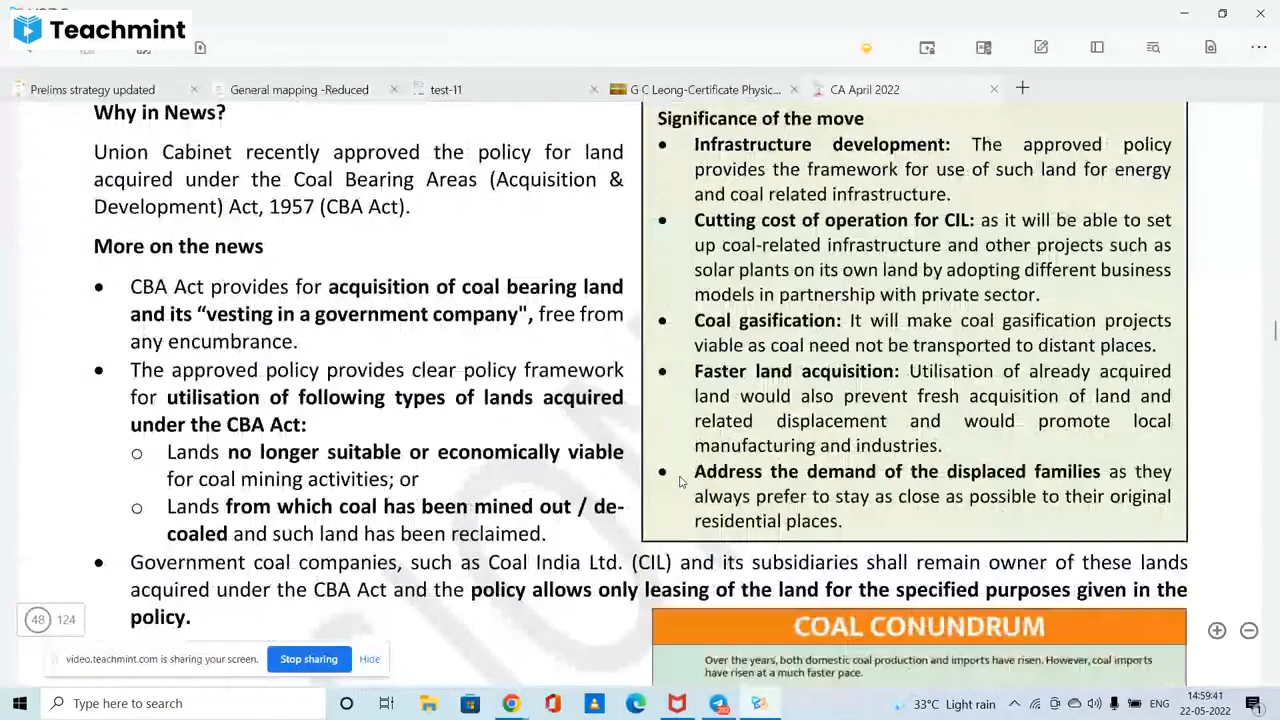 Teachmint
Prelims strategy updated
General mapping -Reduced
test-11
G C Leong-Certificate Physic...
CA April 2022
Why in News?
Union Cabinet recently approved the policy for land
acquired under the Coal Bearing Areas (Acquisition &
Development) Act, 1957 (CBA Act).
More on the news
• CBA Act provides for acquisition of coal bearing land
and its “vesting in a government company", free from
any encumbrance.
• The approved policy provides clear policy framework
for utilisation of following types of lands acquired
under the CBA Act:
o Lands no longer suitable or economically viable
for coal mining activities; or
o Lands from which coal has been mined out / de-
coaled and such land has been reclaimed.
Significance of the move
• Infrastructure development: The approved policy
provides the framework for use of such land for energy
and coal related infrastructure.
• Cutting cost of operation for CIL: as it will be able to set
up coal-related infrastructure and other projects such as
solar plants on its own land by adopting different business
models in partnership with private sector.
• Coal gasification: It will make coal gasification projects
viable as coal need not be transported to distant places.
• Faster land acquisition: Utilisation of already acquired
land would also prevent fresh acquisition of land and
related displacement and would promote local
manufacturing and industries.
• Address the demand of the displaced families as they
always prefer to stay as close as possible to their original
residential places.
• Government coal companies, such as Coal India Ltd. (CIL) and its subsidiaries shall remain owner of these lands
acquired under the CBA Act and the policy allows only leasing of the land for the specified purposes given in the
policy.
48 124
COAL CONUNDRUM
Over the years, both domestic coal production and imports have risen. However, coal imports
have risen at a much faster pace.
video.teachmint.com is sharing your screen.
Stop sharing
Hide
Type here to search
33°C Light rain
ENG
14:59:41
22-05-2022